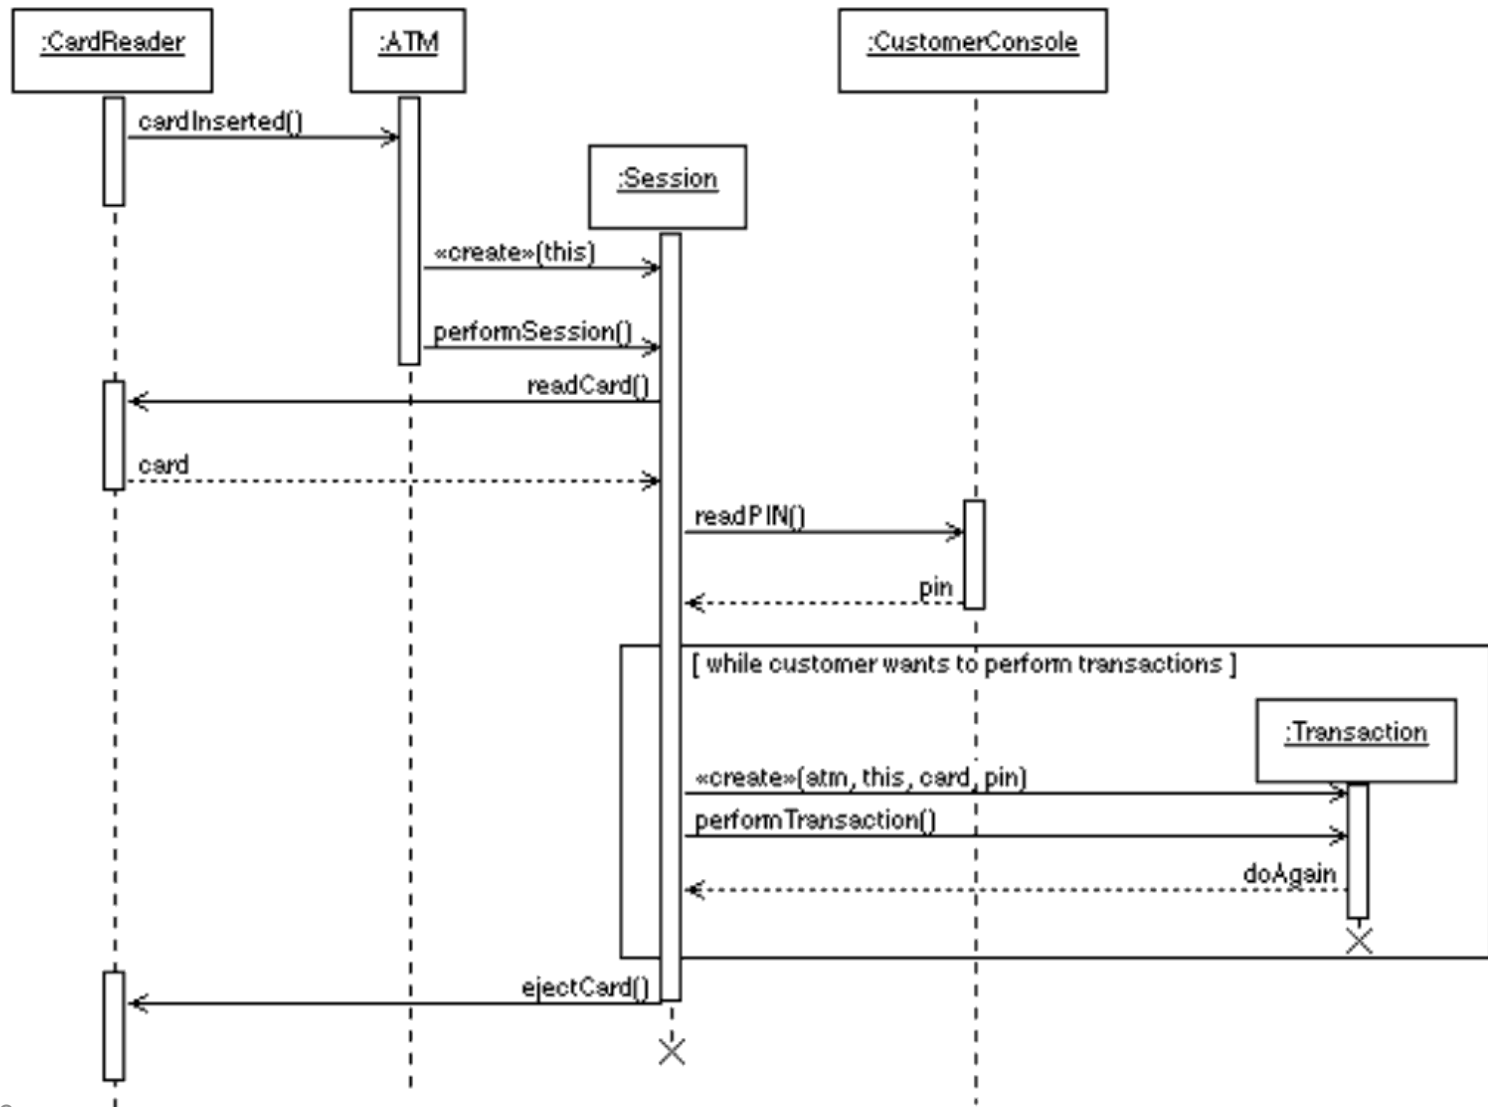 :CardReader
:ATM
:CustomerConsole
cardInserted()
:Session
«create»(this)
performSession()
readCard()
card
readPIN()
pin
[ while customer wants to perform transactions ]
:Transaction
«create»(atm, this, card, pin)
performTransaction()
doAgain
ejectCard()